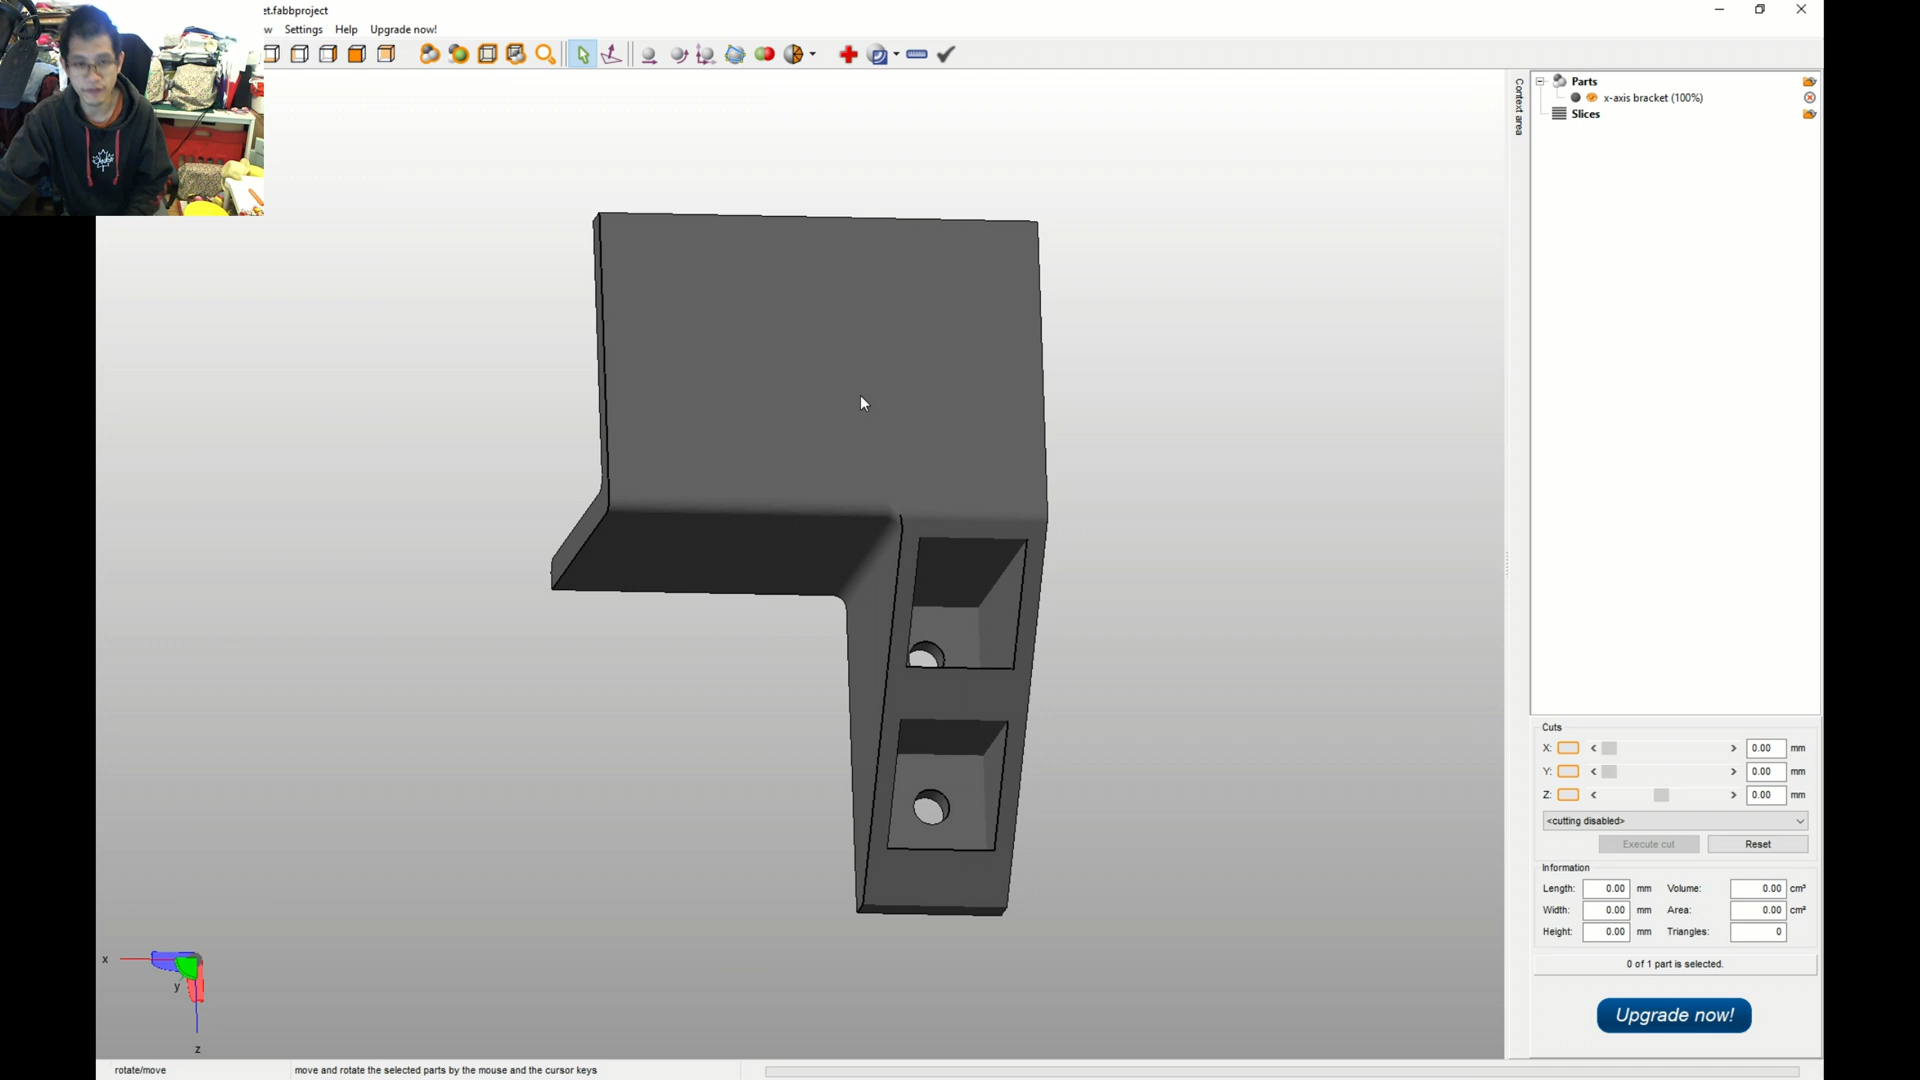 et.fabbproject
ew Settings Help Upgrade now!
Context area
Parts
x-axis bracket (100%)
Slices
Cuts
X: < > 0.00 mm
Y: < > 0.00 mm
Z: < > 0.00 mm
<cutting disabled>
Execute cut Reset
Information
Length: 0.00 mm Volume: 0.00 cm³
Width: 0.00 mm Area: 0.00 cm²
Height: 0.00 mm Triangles: 0
0 of 1 part is selected.
Upgrade now!
x
y
z
rotate/move move and rotate the selected parts by the mouse and the cursor keys